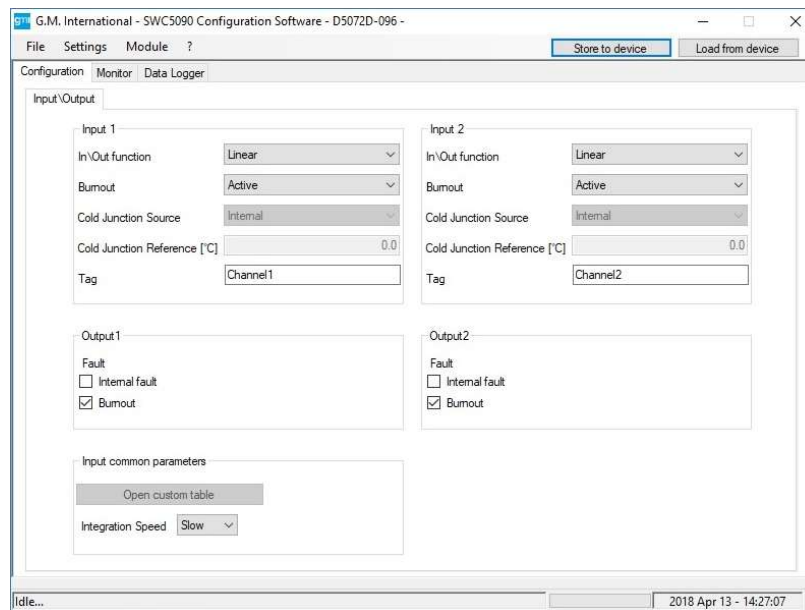 GTM G.M. International - SWC5090 Configuration Software - D5072D-096 -
File Settings Module ? Store to device Load from device
Configuration Monitor Data Logger
Input\Output
Input 1
In\Out function Linear
Burnout Active
Cold Junction Source Internal
Cold Junction Reference [°C] 0.0
Tag Channel1
Input 2
In\Out function Linear
Burnout Active
Cold Junction Source Internal
Cold Junction Reference [°C] 0.0
Tag Channel2
Output1
Fault
Internal fault
Burnout
Output2
Fault
Internal fault
Burnout
Input common parameters
Open custom table
Integration Speed Slow
Idle... 2018 Apr 13 - 14:27:07